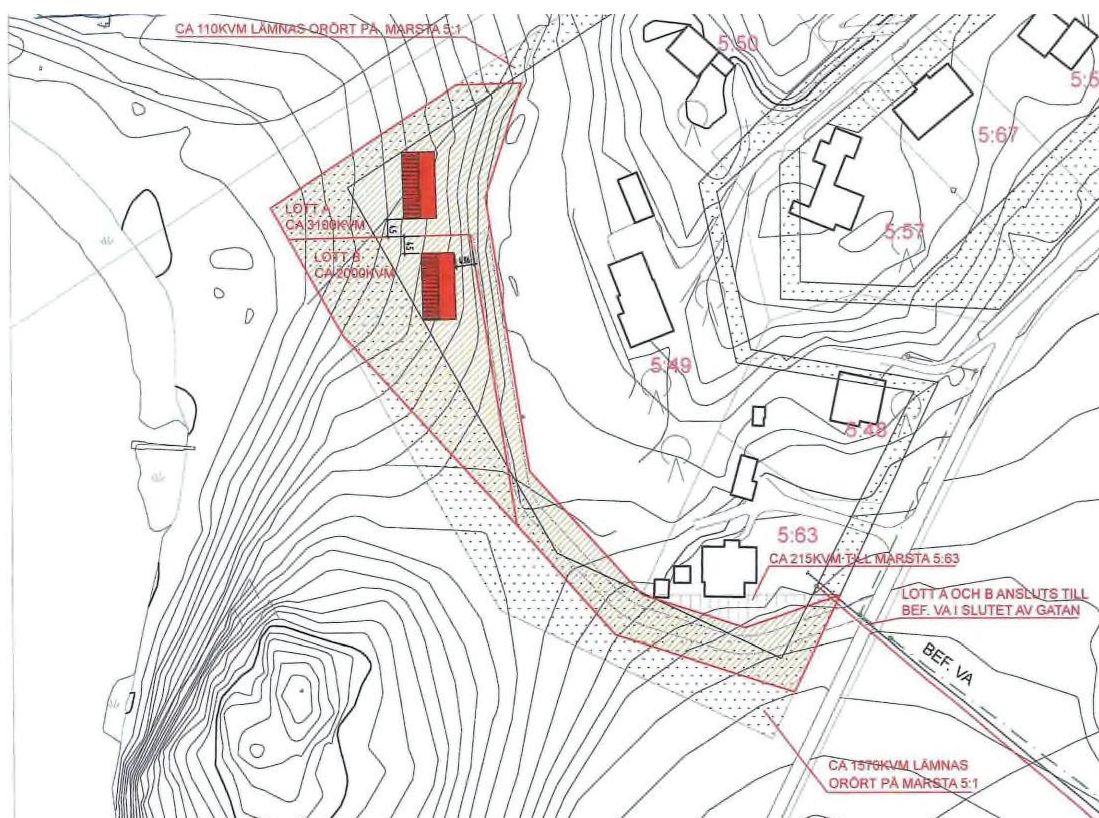 CA 110KVM LÄMNAS ORÖRT PÅ MARSTA 5:1
5:50
5:67
5:57
LOTT A
CA 3100KVM
4.5
4.5
LOTT B
CA 2000KVM
5:49
5:48
5:63
CA 215KVM TILL MARSTA 5:63
LOTT A OCH B ANSLUTS TILL
BEF. VA I SLUTET AV GATAN
BEF. VA
CA 1570KVM LÄMNAS
ORÖRT PÅ MARSTA 5:1